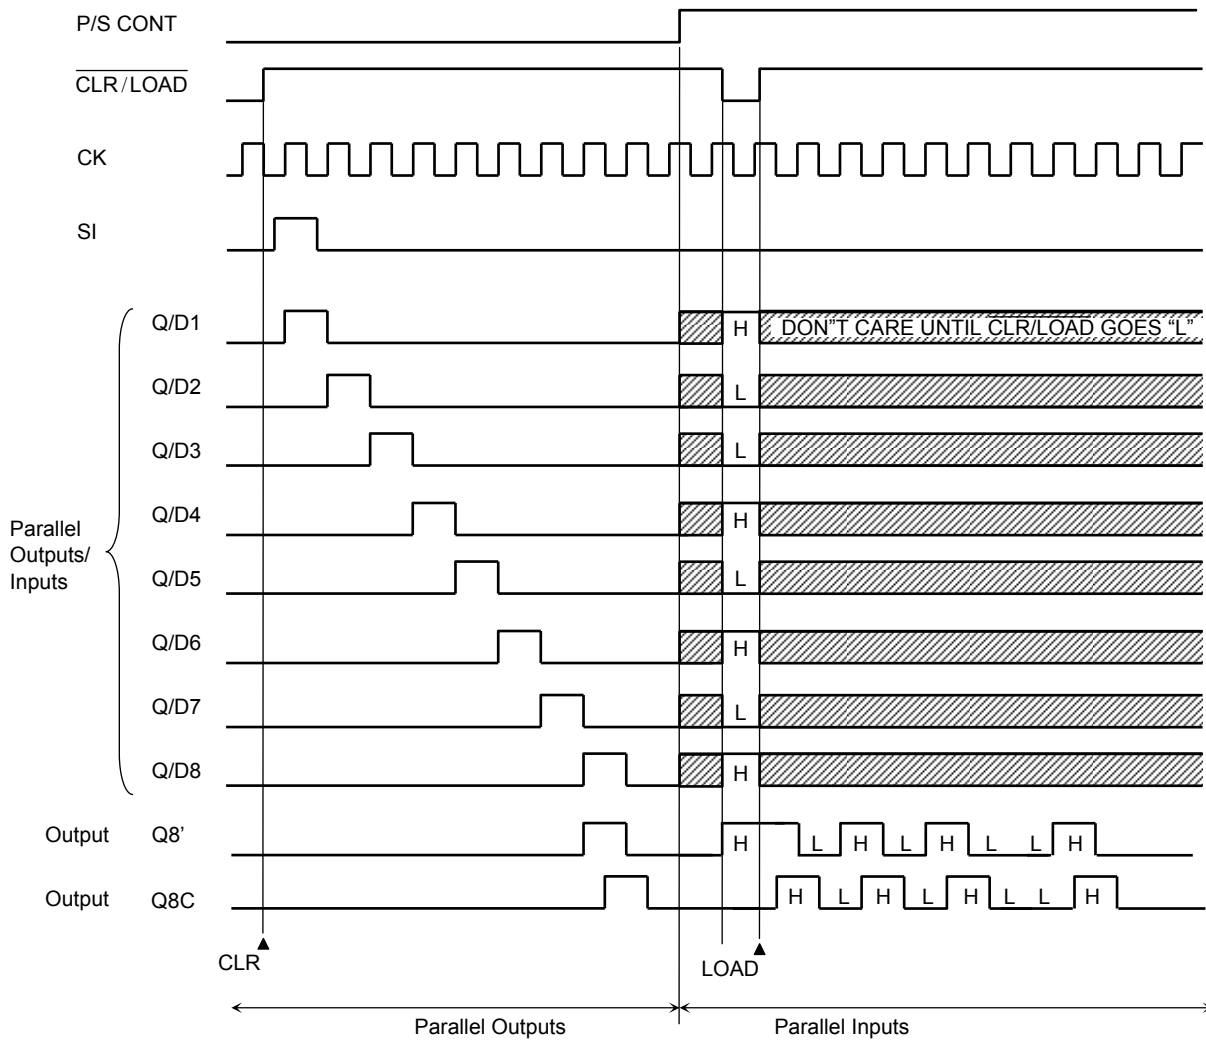 P/S CONT
CLR/LOAD
CK
SI
Q/D1 H DON"T CARE UNTIL CLR/LOAD GOES “L”
Q/D2 L
Q/D3 L
Q/D4 H
Parallel
Outputs/
Inputs
Q/D5 L
Q/D6 H
Q/D7 L
Q/D8 H
Output Q8’ H L H L H L L H
Output Q8C H L H L H L L H
CLR LOAD
Parallel Outputs Parallel Inputs